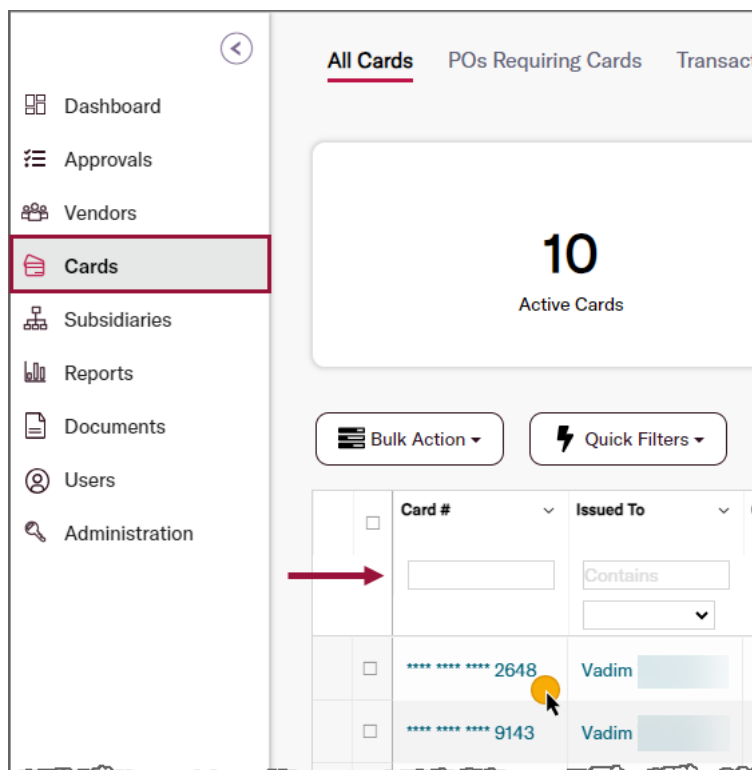 All Cards POs Requiring Cards Transact
Dashboard
Approvals
Vendors
Cards
Subsidiaries
Reports
Documents
Users
Administration
10
Active Cards
Bulk Action Quick Filters
Card # Issued To
Contains
**** **** **** 2648 Vadim
**** **** **** 9143 Vadim